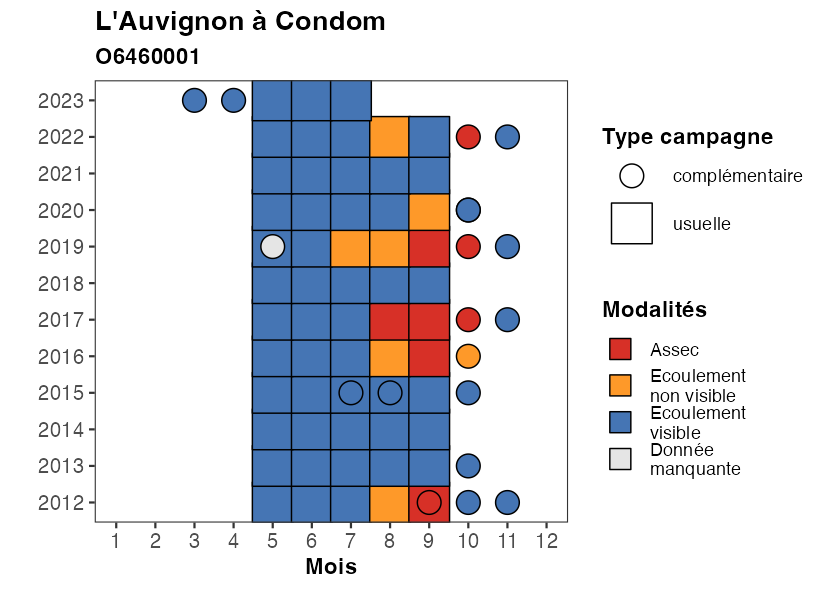 L'Auvignon à Condom
O6460001
2023
2022
2021
2020
2019
2018
2017
2016
2015
2014
2013
2012
1 2 3 4 5 6 7 8 9 10 11 12
Mois
Type campagne
complémentaire
usuelle
Modalités
Assec
Ecoulement
non visible
Ecoulement
visible
Donnée
manquante